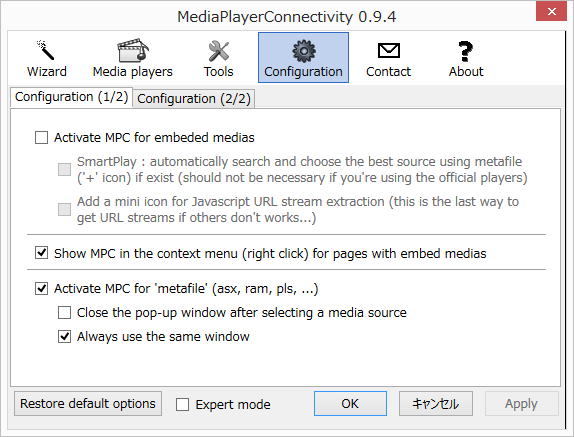 MediaPlayerConnectivity 0.9.4
Wizard
Media players
Tools
Configuration
Contact
About
Configuration (1/2)
Configuration (2/2)
Activate MPC for embeded medias
SmartPlay : automatically search and choose the best source using metafile
('+' icon) if exist (should not be necessary if you're using the official players)
Add a mini icon for Javascript URL stream extraction (this is the last way to
get URL streams if others don't works...)
Show MPC in the context menu (right click) for pages with embed medias
Activate MPC for 'metafile' (asx, ram, pls, ...)
Close the pop-up window after selecting a media source
Always use the same window
Restore default options
Expert mode
OK
キャンセル
Apply